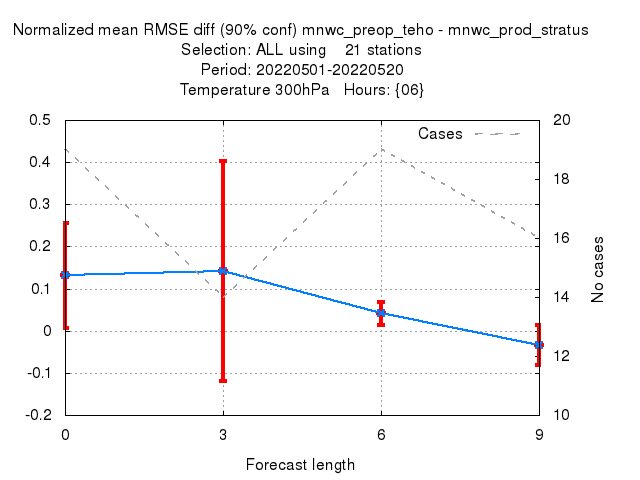 Normalized mean RMSE diff (90% conf) mnwc_preop_teho - mnwc_prod_stratus
Selection: ALL using 21 stations
Period: 20220501-20220520
Temperature 300hPa Hours: {06}
Cases
0.5
0.4
0.3
0.2
0.1
0
-0.1
-0.2
20
18
16
14
12
10
No cases
0 3 6 9
Forecast length